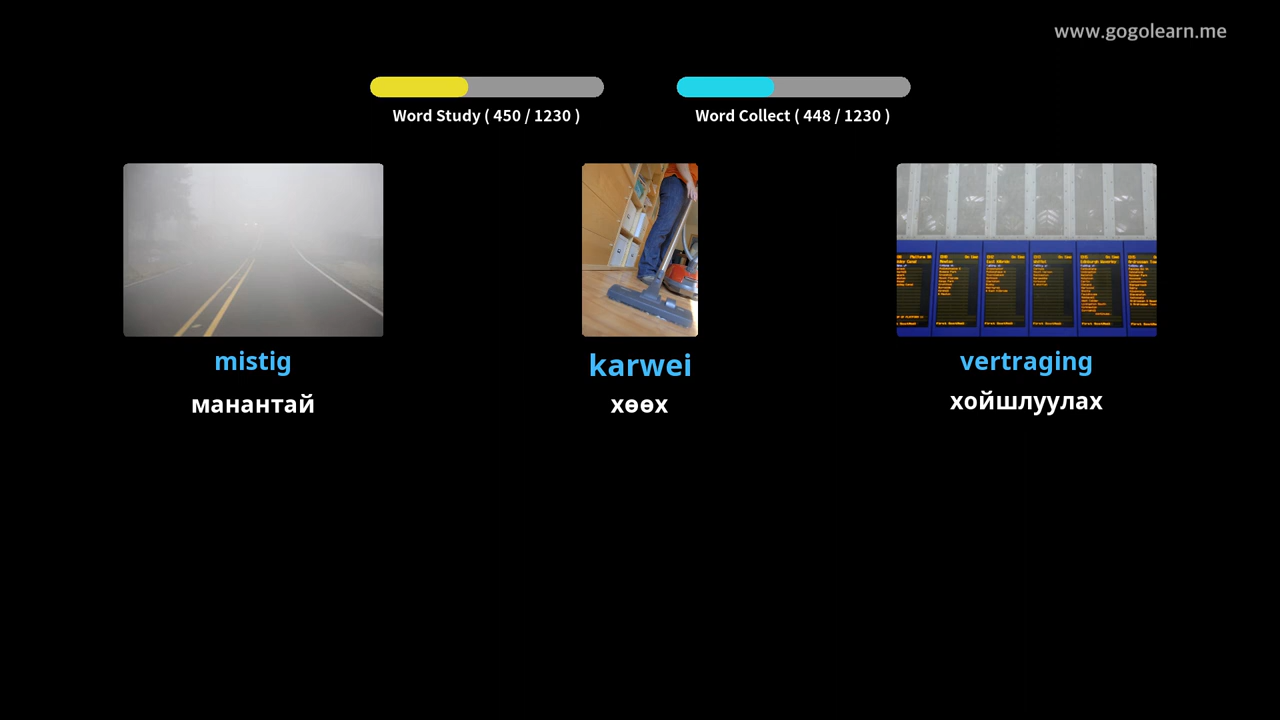 www.gogolearn.me
Word Study ( 450 / 1230 )
Word Collect ( 448 / 1230 )
mistig
karwei
vertraging
манантай
хөөх
хойшлуулах